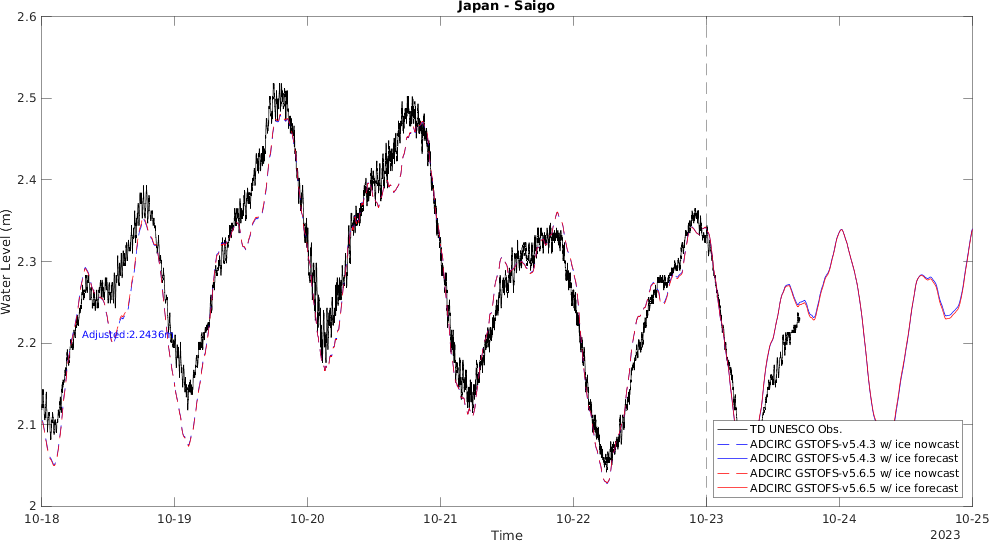 Japan - Saigo
2.6
2.5
2.4
2.3
2.2
2.1
2
Water Level (m)
Adjusted:2.2436m
TD UNESCO Obs.
ADCIRC GSTOFS-v5.4.3 w/ ice nowcast
ADCIRC GSTOFS-v5.4.3 w/ ice forecast
ADCIRC GSTOFS-v5.6.5 w/ ice nowcast
ADCIRC GSTOFS-v5.6.5 w/ ice forecast
10-18 10-19 10-20 10-21 10-22 10-23 10-24 10-25
Time
2023